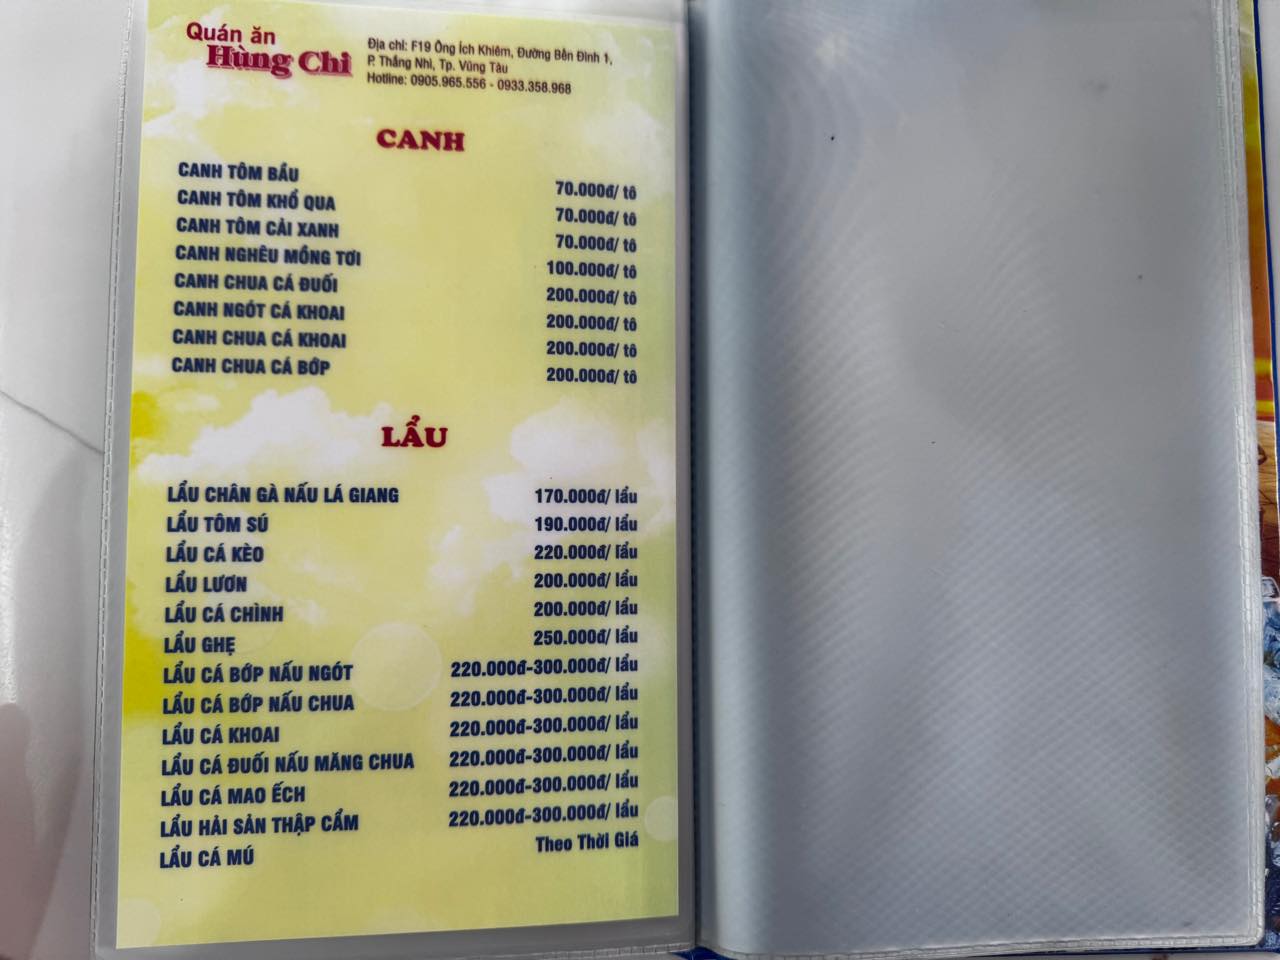 Quán ăn
Hùng Chi
Địa chỉ: F19 Ông Ích Khiêm, Đường Bến Đình 1,
P. Thắng Nhì, Tp. Vũng Tàu
Hotline: 0905.965.556 - 0933.358.968
CANH
CANH TÔM BẦU 70.000đ/ tô
CANH TÔM KHỔ QUA 70.000đ/ tô
CANH TÔM CẢI XANH 70.000đ/ tô
CANH NGHÊU MỒNG TƠI 100.000đ/ tô
CANH CHUA CÁ ĐUỐI 200.000đ/ tô
CANH NGÓT CÁ KHOAI 200.000đ/ tô
CANH CHUA CÁ KHOAI 200.000đ/ tô
CANH CHUA CÁ BỚP 200.000đ/ tô
LẨU
LẨU CHÂN GÀ NẤU LÁ GIANG 170.000đ/ lẩu
LẨU TÔM SÚ 190.000đ/ lẩu
LẨU CÁ KÈO 220.000đ/ lẩu
LẨU LƯƠN 200.000đ/ lẩu
LẨU CÁ CHÌNH 200.000đ/ lẩu
LẨU GHẸ 250.000đ/ lẩu
LẨU CÁ BỚP NẤU NGÓT 220.000đ-300.000đ/ lẩu
LẨU CÁ BỚP NẤU CHUA 220.000đ-300.000đ/ lẩu
LẨU CÁ KHOAI 220.000đ-300.000đ/ lẩu
LẨU CÁ ĐUỐI NẤU MĂNG CHUA 220.000đ-300.000đ/ lẩu
LẨU CÁ MAO ẾCH 220.000đ-300.000đ/ lẩu
LẨU HẢI SẢN THẬP CẨM 220.000đ-300.000đ/ lẩu
LẨU CÁ MÚ Theo Thời Giá